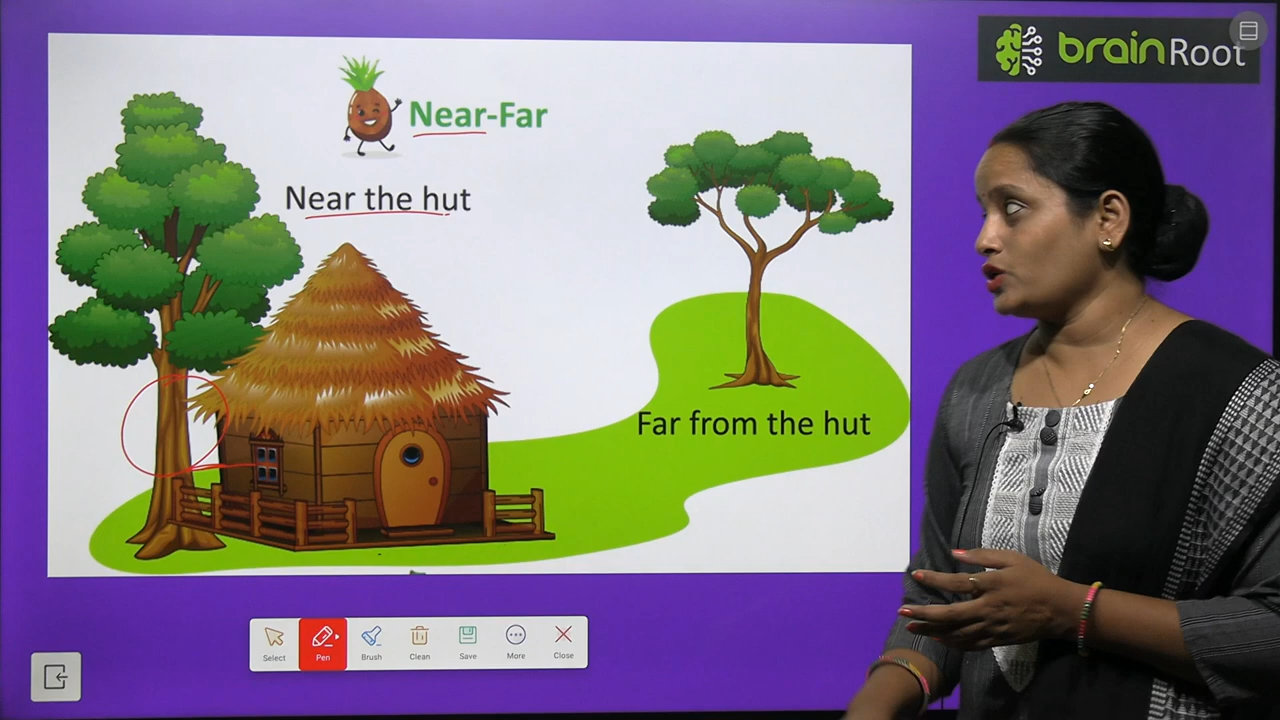 brainRoot
Near-Far
Near the hut
Far from the hut
Select
Pen
Brush
Clean
Save
More
Close